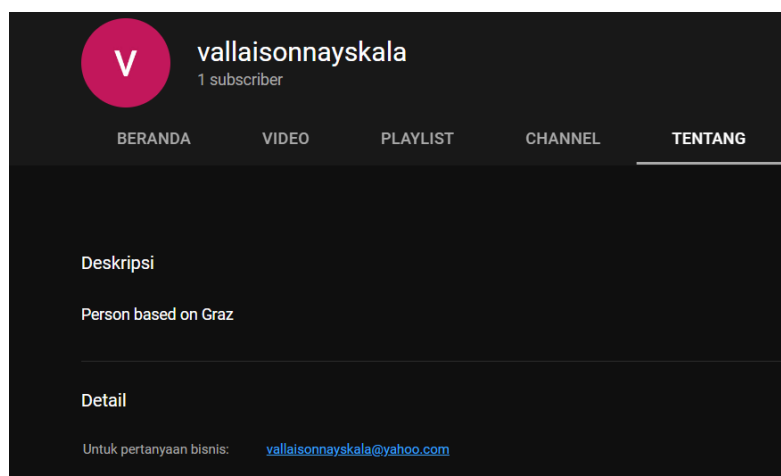 V
vallaisonnayskala
1 subscriber
BERANDA VIDEO PLAYLIST CHANNEL TENTANG
Deskripsi
Person based on Graz
Detail
Untuk pertanyaan bisnis: vallaisonnayskala@yahoo.com